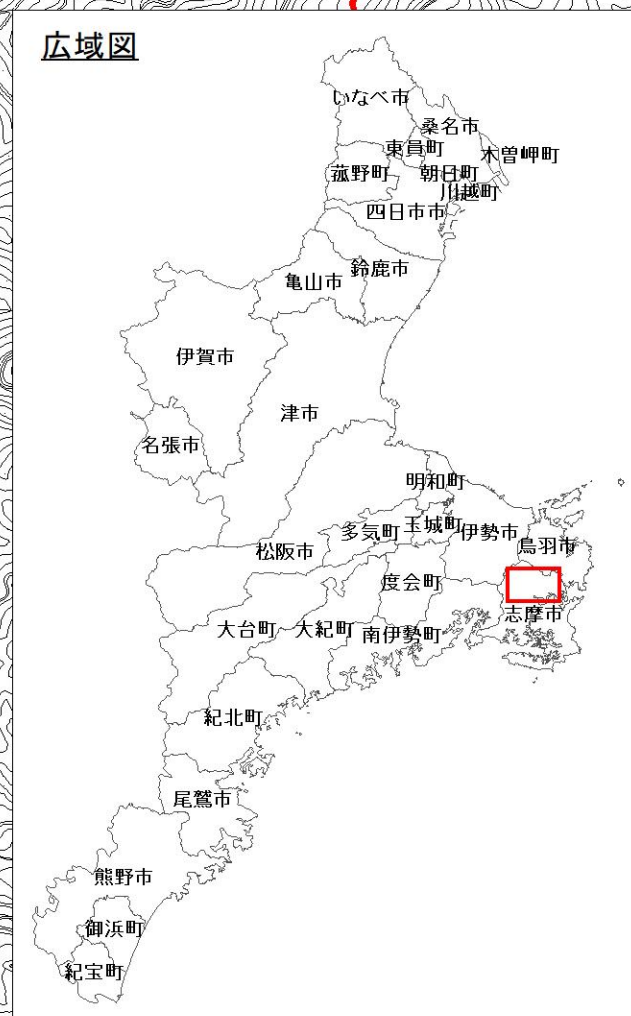 広域図
いなべ市
桑名市
東員町
木曽岬町
菰野町
朝日町
川越町
四日市市
鈴鹿市
亀山市
伊賀市
津市
名張市
明和町
玉城町
多気町
伊勢市
鳥羽市
松阪市
度会町
志摩市
大台町
大紀町
南伊勢町
紀北町
尾鷲市
熊野市
御浜町
紀宝町